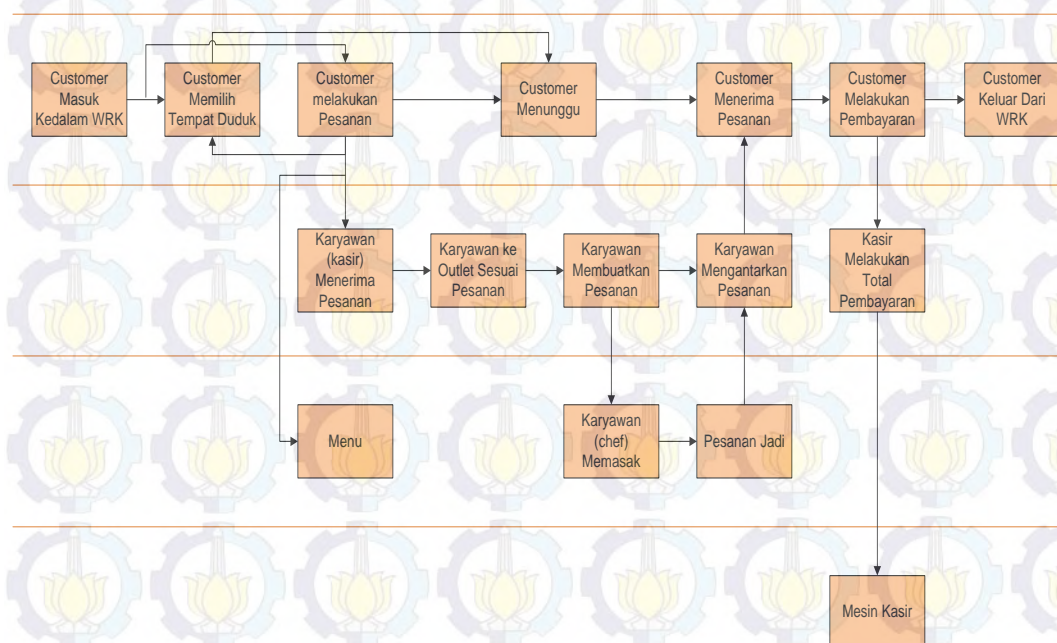 Customer
Masuk
Kedalam WRK
Customer
Memilih
Tempat Duduk
Customer
melakukan
Pesanan
Customer
Menunggu
Customer
Menerima
Pesanan
Customer
Melakukan
Pembayaran
Customer
Keluar Dari
WRK
Karyawan
(kasir)
Menerima
Pesanan
Karyawan ke
Outlet Sesuai
Pesanan
Karyawan
Membuatkan
Pesanan
Karyawan
Mengantarkan
Pesanan
Kasir
Melakukan
Total
Pembayaran
Menu
Karyawan
(chef)
Memasak
Pesanan Jadi
Mesin Kasir